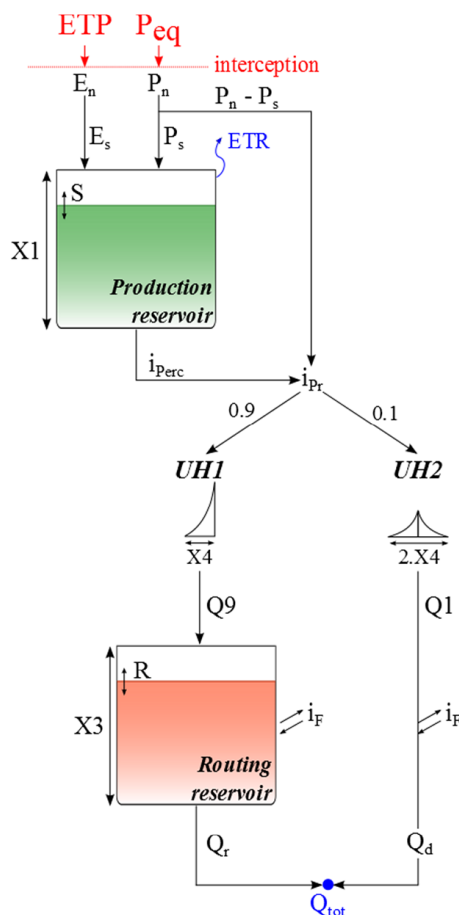 ETP
Peq
interception
En
Pn
Pn - Ps
Es
Ps
ETR
S
X1
Production
reservoir
iPerc
iPr
0.9
0.1
UH1
UH2
X4
2.X4
Q9
Q1
R
X3
iF
iF
Routing
reservoir
Qr
Qd
Qtot